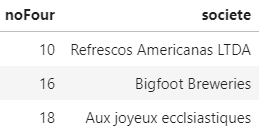 noFour societe
10 Refrescos Americanas LTDA
16 Bigfoot Breweries
18 Aux joyeux ecclsiastiques